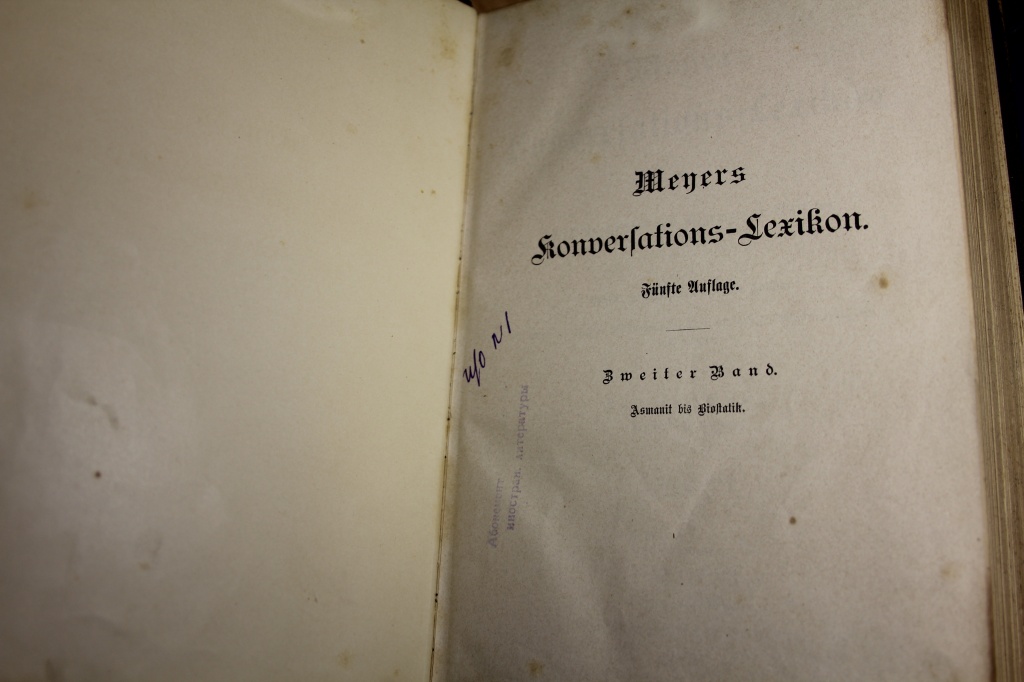 Meyers
Konverſations-Lexikon.
Fünfte Auflage.
Zweiter Band.
Asmanit bis Bioſtatik.
Абонемент
иностран. литературы